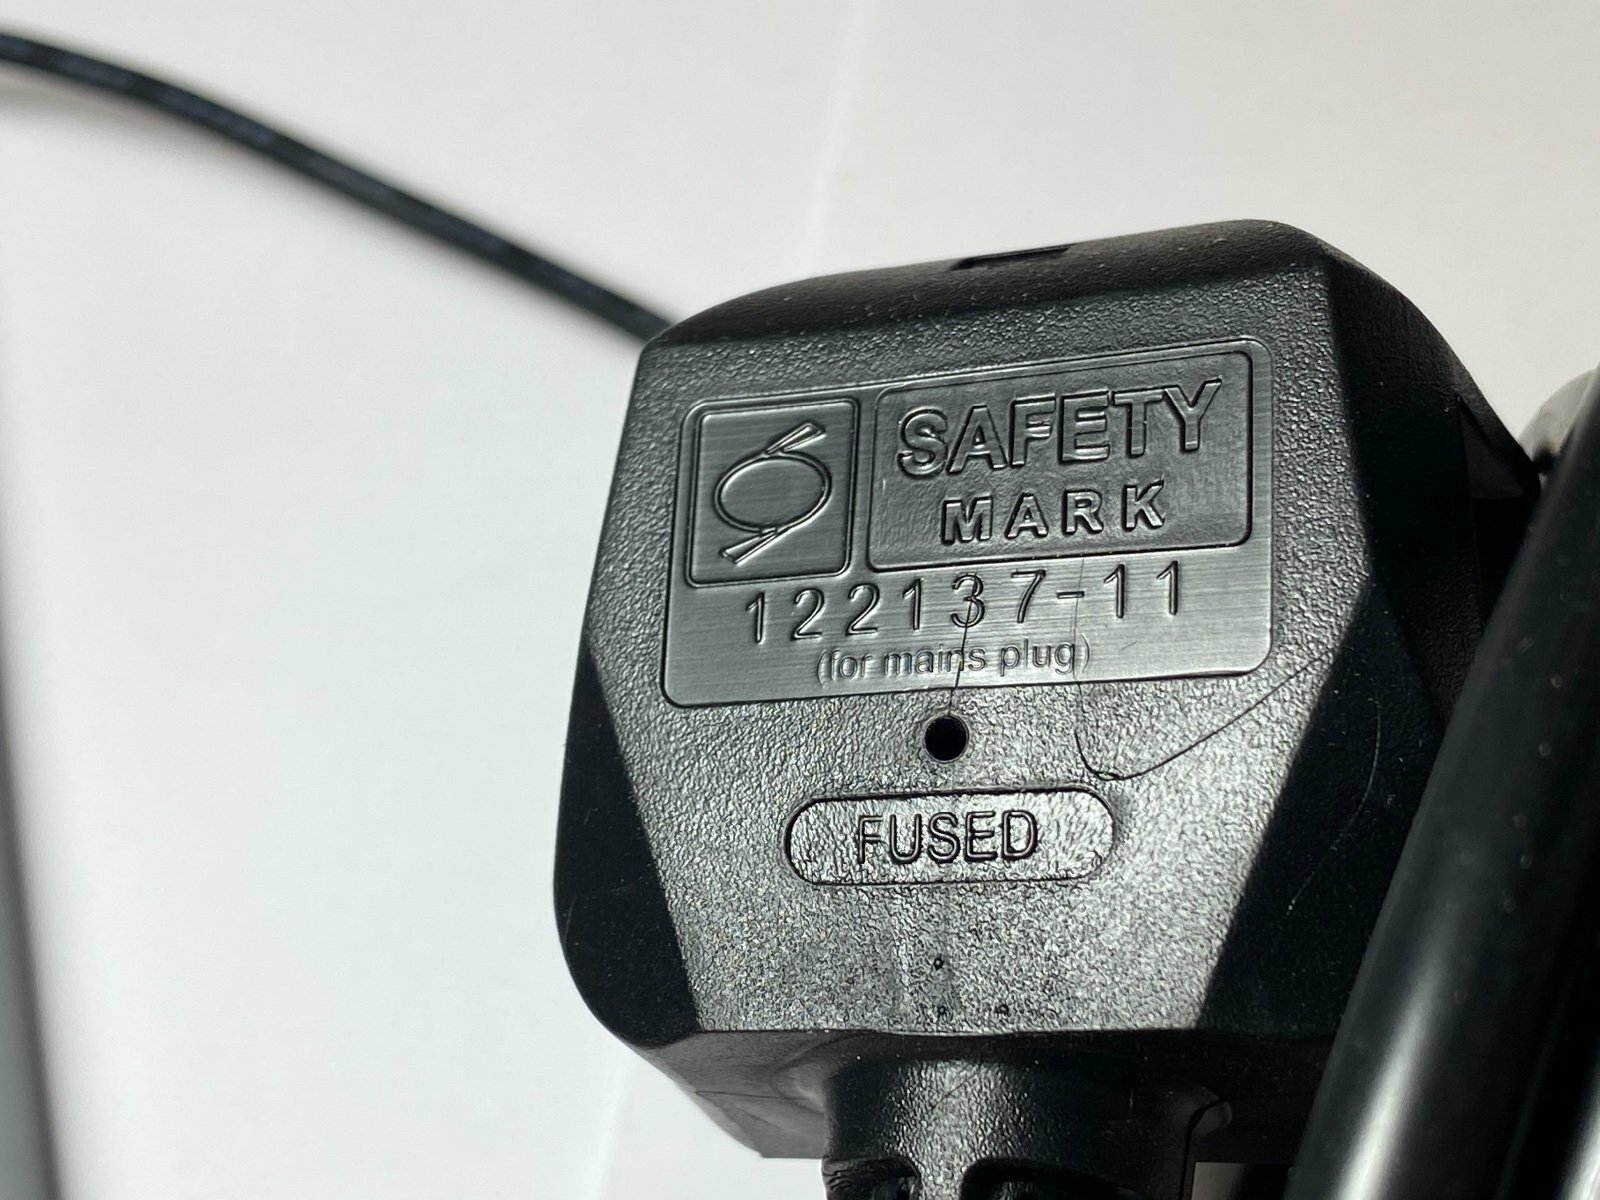 SAFETY
MARK
122137-11
(for mains plug)
FUSED